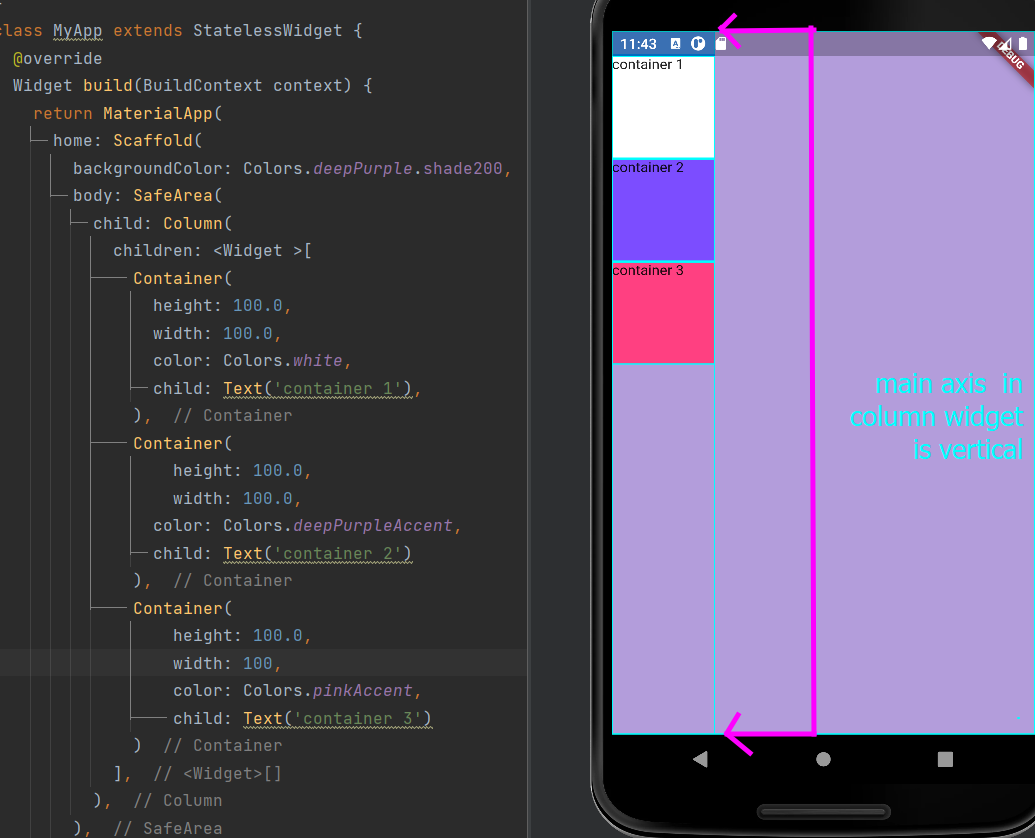 class MyApp extends StatelessWidget {
@override
Widget build(BuildContext context) {
return MaterialApp(
home: Scaffold(
backgroundColor: Colors.deepPurple.shade200,
body: SafeArea(
child: Column(
children: <Widget >[
Container(
height: 100.0,
width: 100.0,
color: Colors.white,
child: Text('container 1'),
), // Container
Container(
height: 100.0,
width: 100.0,
color: Colors.deepPurpleAccent,
child: Text('container 2')
), // Container
Container(
height: 100.0,
width: 100,
color: Colors.pinkAccent,
child: Text('container 3')
) // Container
], // <Widget>[]
), // Column
), // SafeArea
11:43
A
DEBUG
container 1
container 2
container 3
main axis in
column widget
is vertical